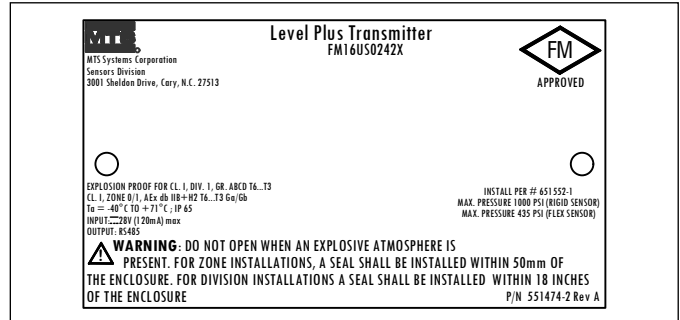 MTS
Level Plus Transmitter
FM16US0242X
FM
APPROVED
MTS Systems Corporation
Sensors Division
3001 Sheldon Drive, Cary, N.C. 27513
EXPLOSION PROOF FOR CL. I, DIV. 1, GR. ABCD T6...T3
CL. I, ZONE 0/1, AEx db IIB+H2 T6...T3 Ga/Gb
Ta = -40°C TO +71°C ; IP 65
INPUT:⎓28V (120mA) max
OUTPUT: RS485
INSTALL PER # 651552-1
MAX. PRESSURE 1000 PSI (RIGID SENSOR)
MAX. PRESSURE 435 PSI (FLEX SENSOR)
WARNING: DO NOT OPEN WHEN AN EXPLOSIVE ATMOSPHERE IS
PRESENT. FOR ZONE INSTALLATIONS, A SEAL SHALL BE INSTALLED WITHIN 50mm OF
THE ENCLOSURE. FOR DIVISION INSTALLATIONS A SEAL SHALL BE INSTALLED WITHIN 18 INCHES
OF THE ENCLOSURE
P/N 551474-2 Rev A